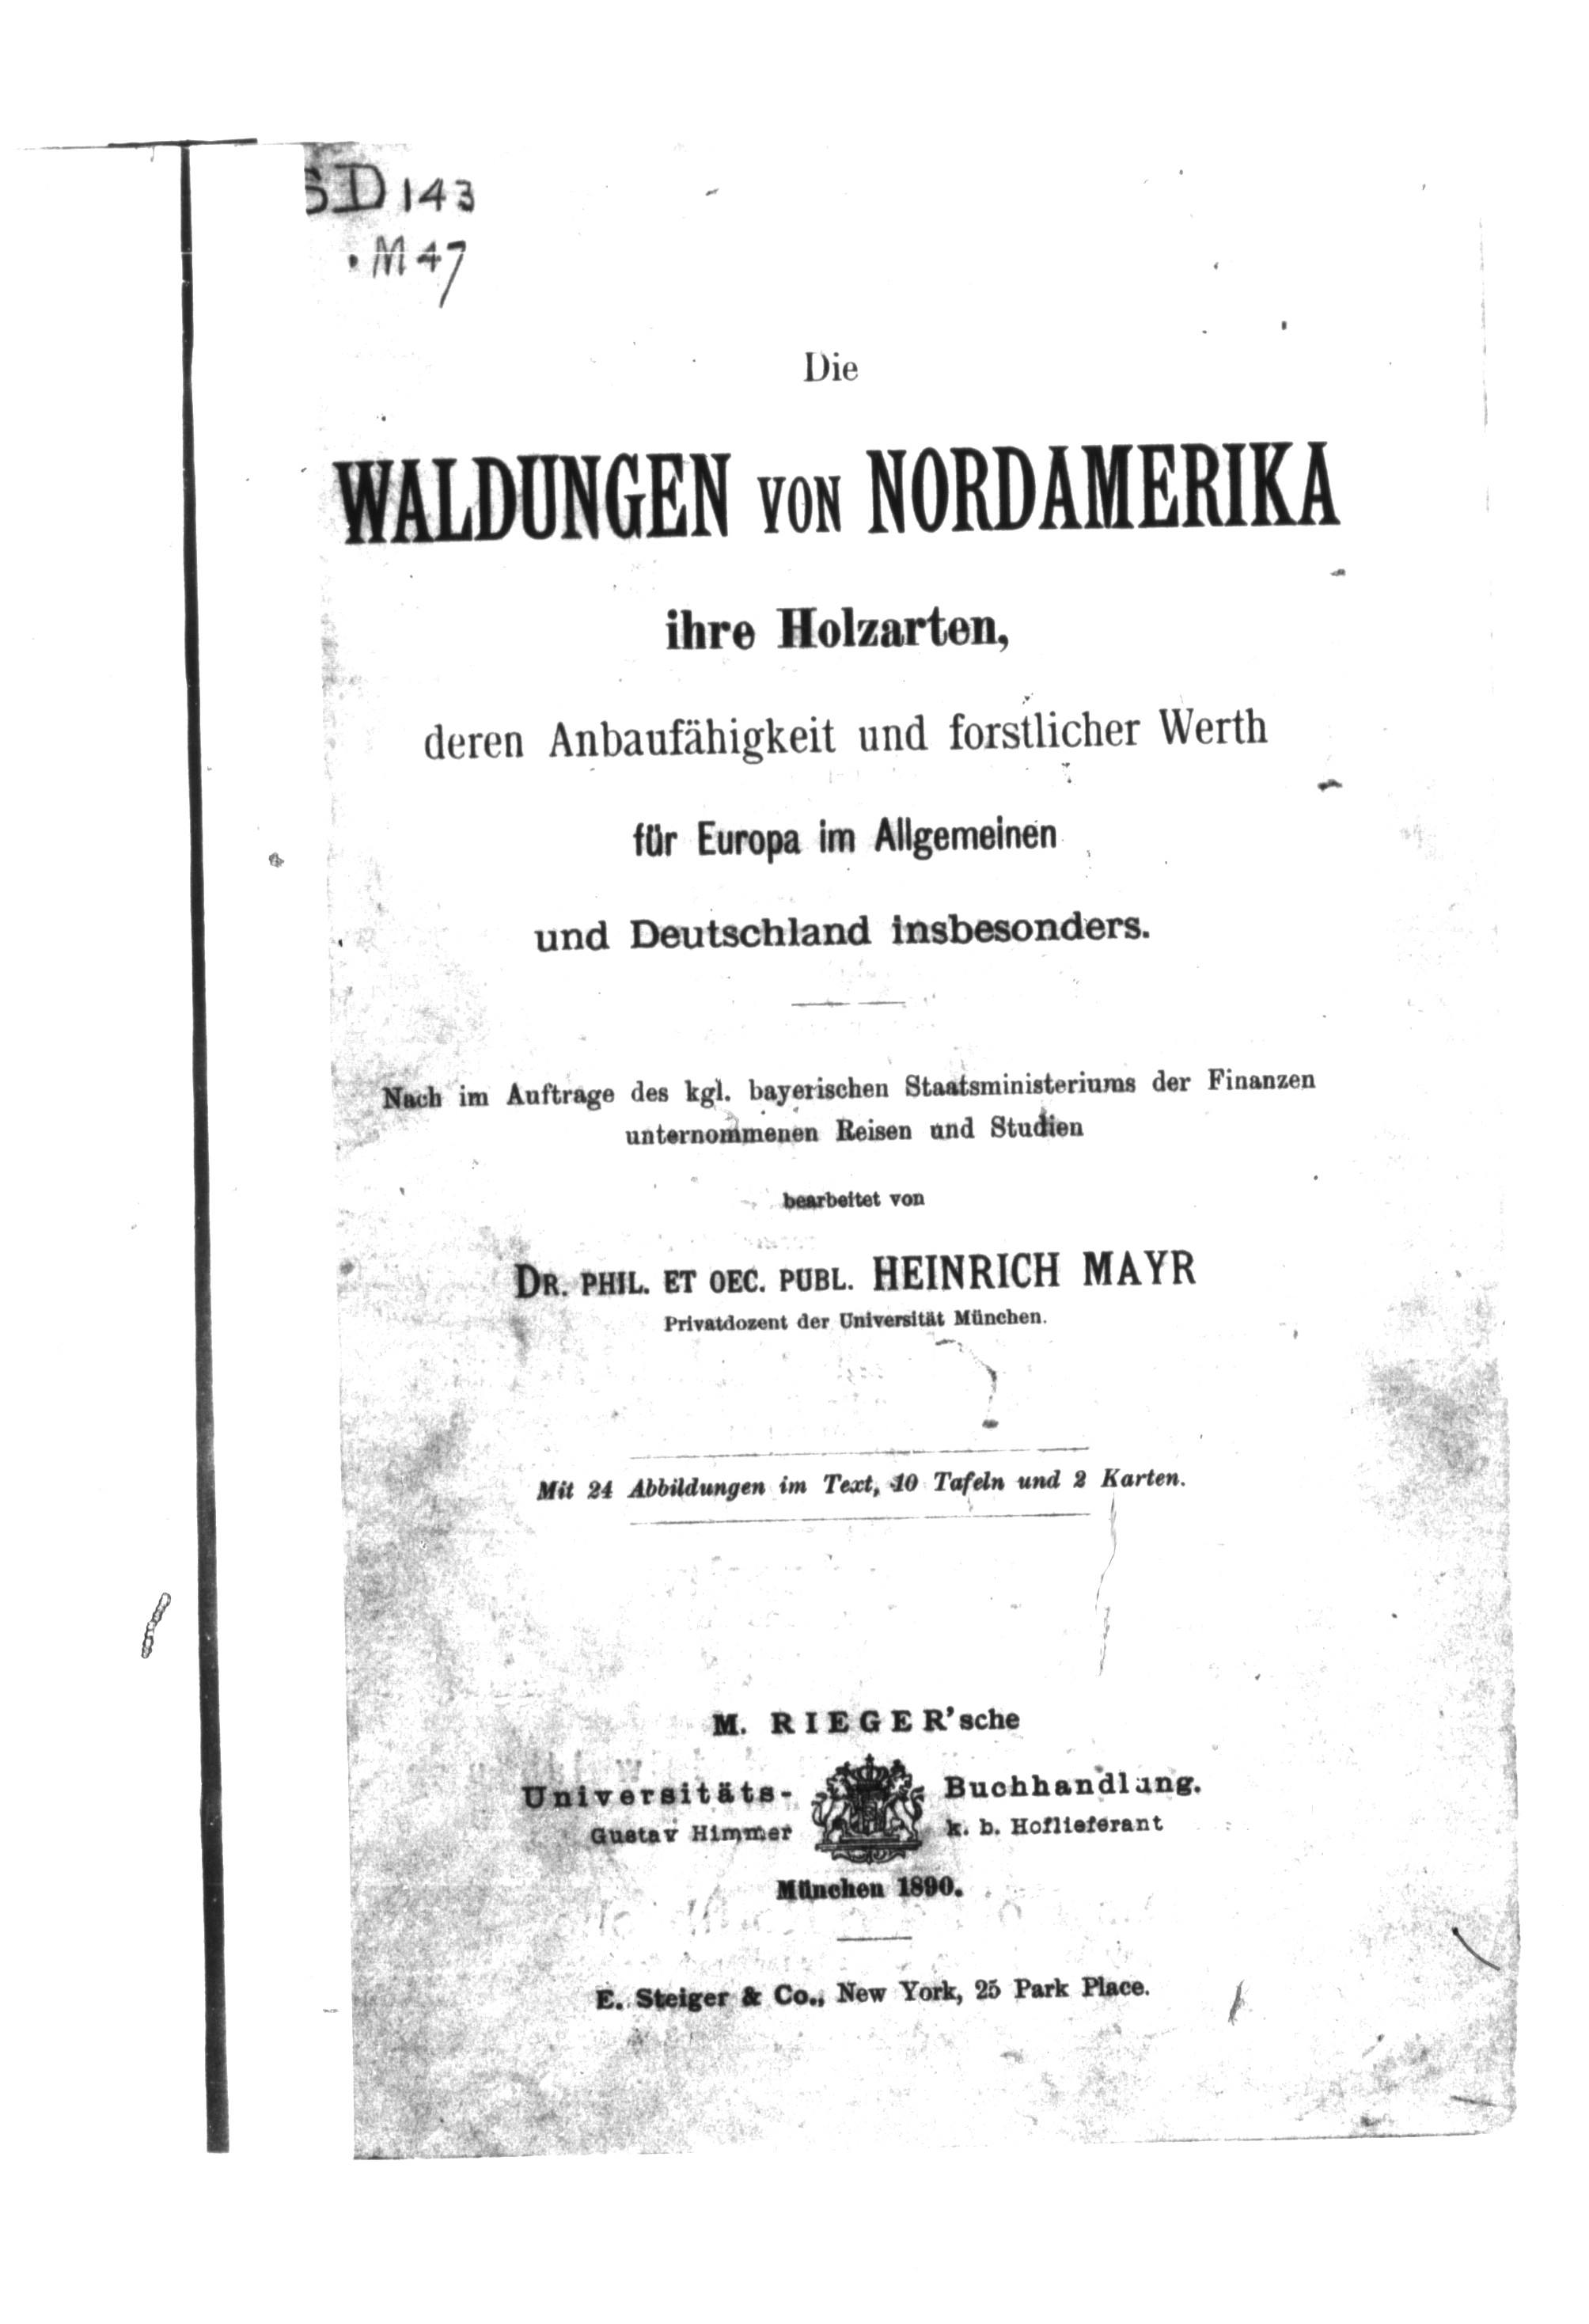 SD 143
.M47
Die
WALDUNGEN VON NORDAMERIKA
ihre Holzarten,
deren Anbaufähigkeit und forstlicher Werth
für Europa im Allgemeinen
und Deutschland insbesonders.
Nach im Auftrage des kgl. bayerischen Staatsministeriums der Finanzen
unternommenen Reisen und Studien
bearbeitet von
DR. PHIL. ET OEC. PUBL. HEINRICH MAYR
Privatdozent der Universität München.
Mit 24 Abbildungen im Text, 10 Tafeln und 2 Karten.
M. RIEGER'sche
Universitäts- Buchhandlung.
Gustav Himmer k. b. Hoflieferant
München 1890.
E. Steiger & Co., New York, 25 Park Place.